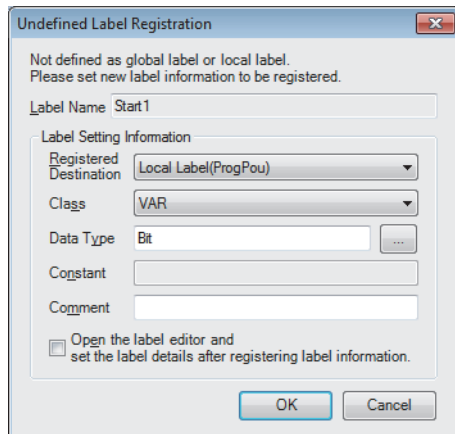 Undefined Label Registration
Not defined as global label or local label.
Please set new label information to be registered.
Label Name Start1
Label Setting Information
Registered Destination Local Label(ProgPou)
Class VAR
Data Type Bit ...
Constant
Comment
Open the label editor and
set the label details after registering label information.
OK Cancel